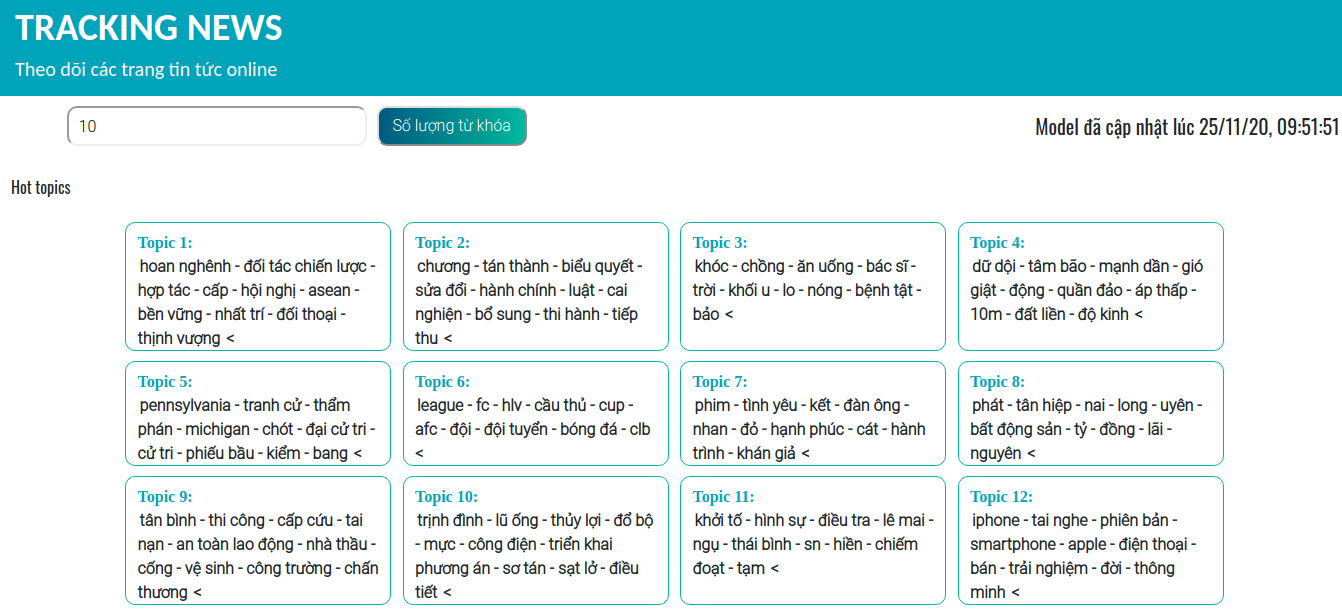 TRACKING NEWS
Theo dõi các trang tin tức online
10
Số lượng từ khóa
Model đã cập nhật lúc 25/11/20, 09:51:51
Hot topics
Topic 1:
hoan nghênh - đối tác chiến lược -
hợp tác - cấp - hội nghị - asean -
bền vững - nhất trí - đối thoại -
thịnh vượng <
Topic 2:
chương - tán thành - biểu quyết -
sửa đổi - hành chính - luật - cai
nghiện - bổ sung - thi hành - tiếp
thu <
Topic 3:
khóc - chồng - ăn uống - bác sĩ -
trời - khối u - lo - nóng - bệnh tật -
bảo <
Topic 4:
dữ dội - tâm bão - mạnh dần - gió
giật - động - quần đảo - áp thấp -
10m - đất liền - độ kinh <
Topic 5:
pennsylvania - tranh cử - thẩm
phán - michigan - chót - đại cử tri -
cử tri - phiếu bầu - kiểm - bang <
Topic 6:
league - fc - hlv - cầu thủ - cup -
afc - đội - đội tuyển - bóng đá - clb
<
Topic 7:
phim - tình yêu - kết - đàn ông -
nhan - đỏ - hạnh phúc - cát - hành
trình - khán giả <
Topic 8:
phát - tân hiệp - nai - long - uyên -
bất động sản - tỷ - đồng - lãi -
nguyên <
Topic 9:
tân bình - thi công - cấp cứu - tai
nạn - an toàn lao động - nhà thầu -
cống - vệ sinh - công trường - chấn
thương <
Topic 10:
trịnh đình - lũ ống - thủy lợi - đổ bộ
- mực - công điện - triển khai
phương án - sơ tán - sạt lở - điều
tiết <
Topic 11:
khởi tố - hình sự - điều tra - lê mai -
ngụ - thái bình - sn - hiền - chiếm
đoạt - tạm <
Topic 12:
iphone - tai nghe - phiên bản -
smartphone - apple - điện thoại -
bán - trải nghiệm - đời - thông
minh <